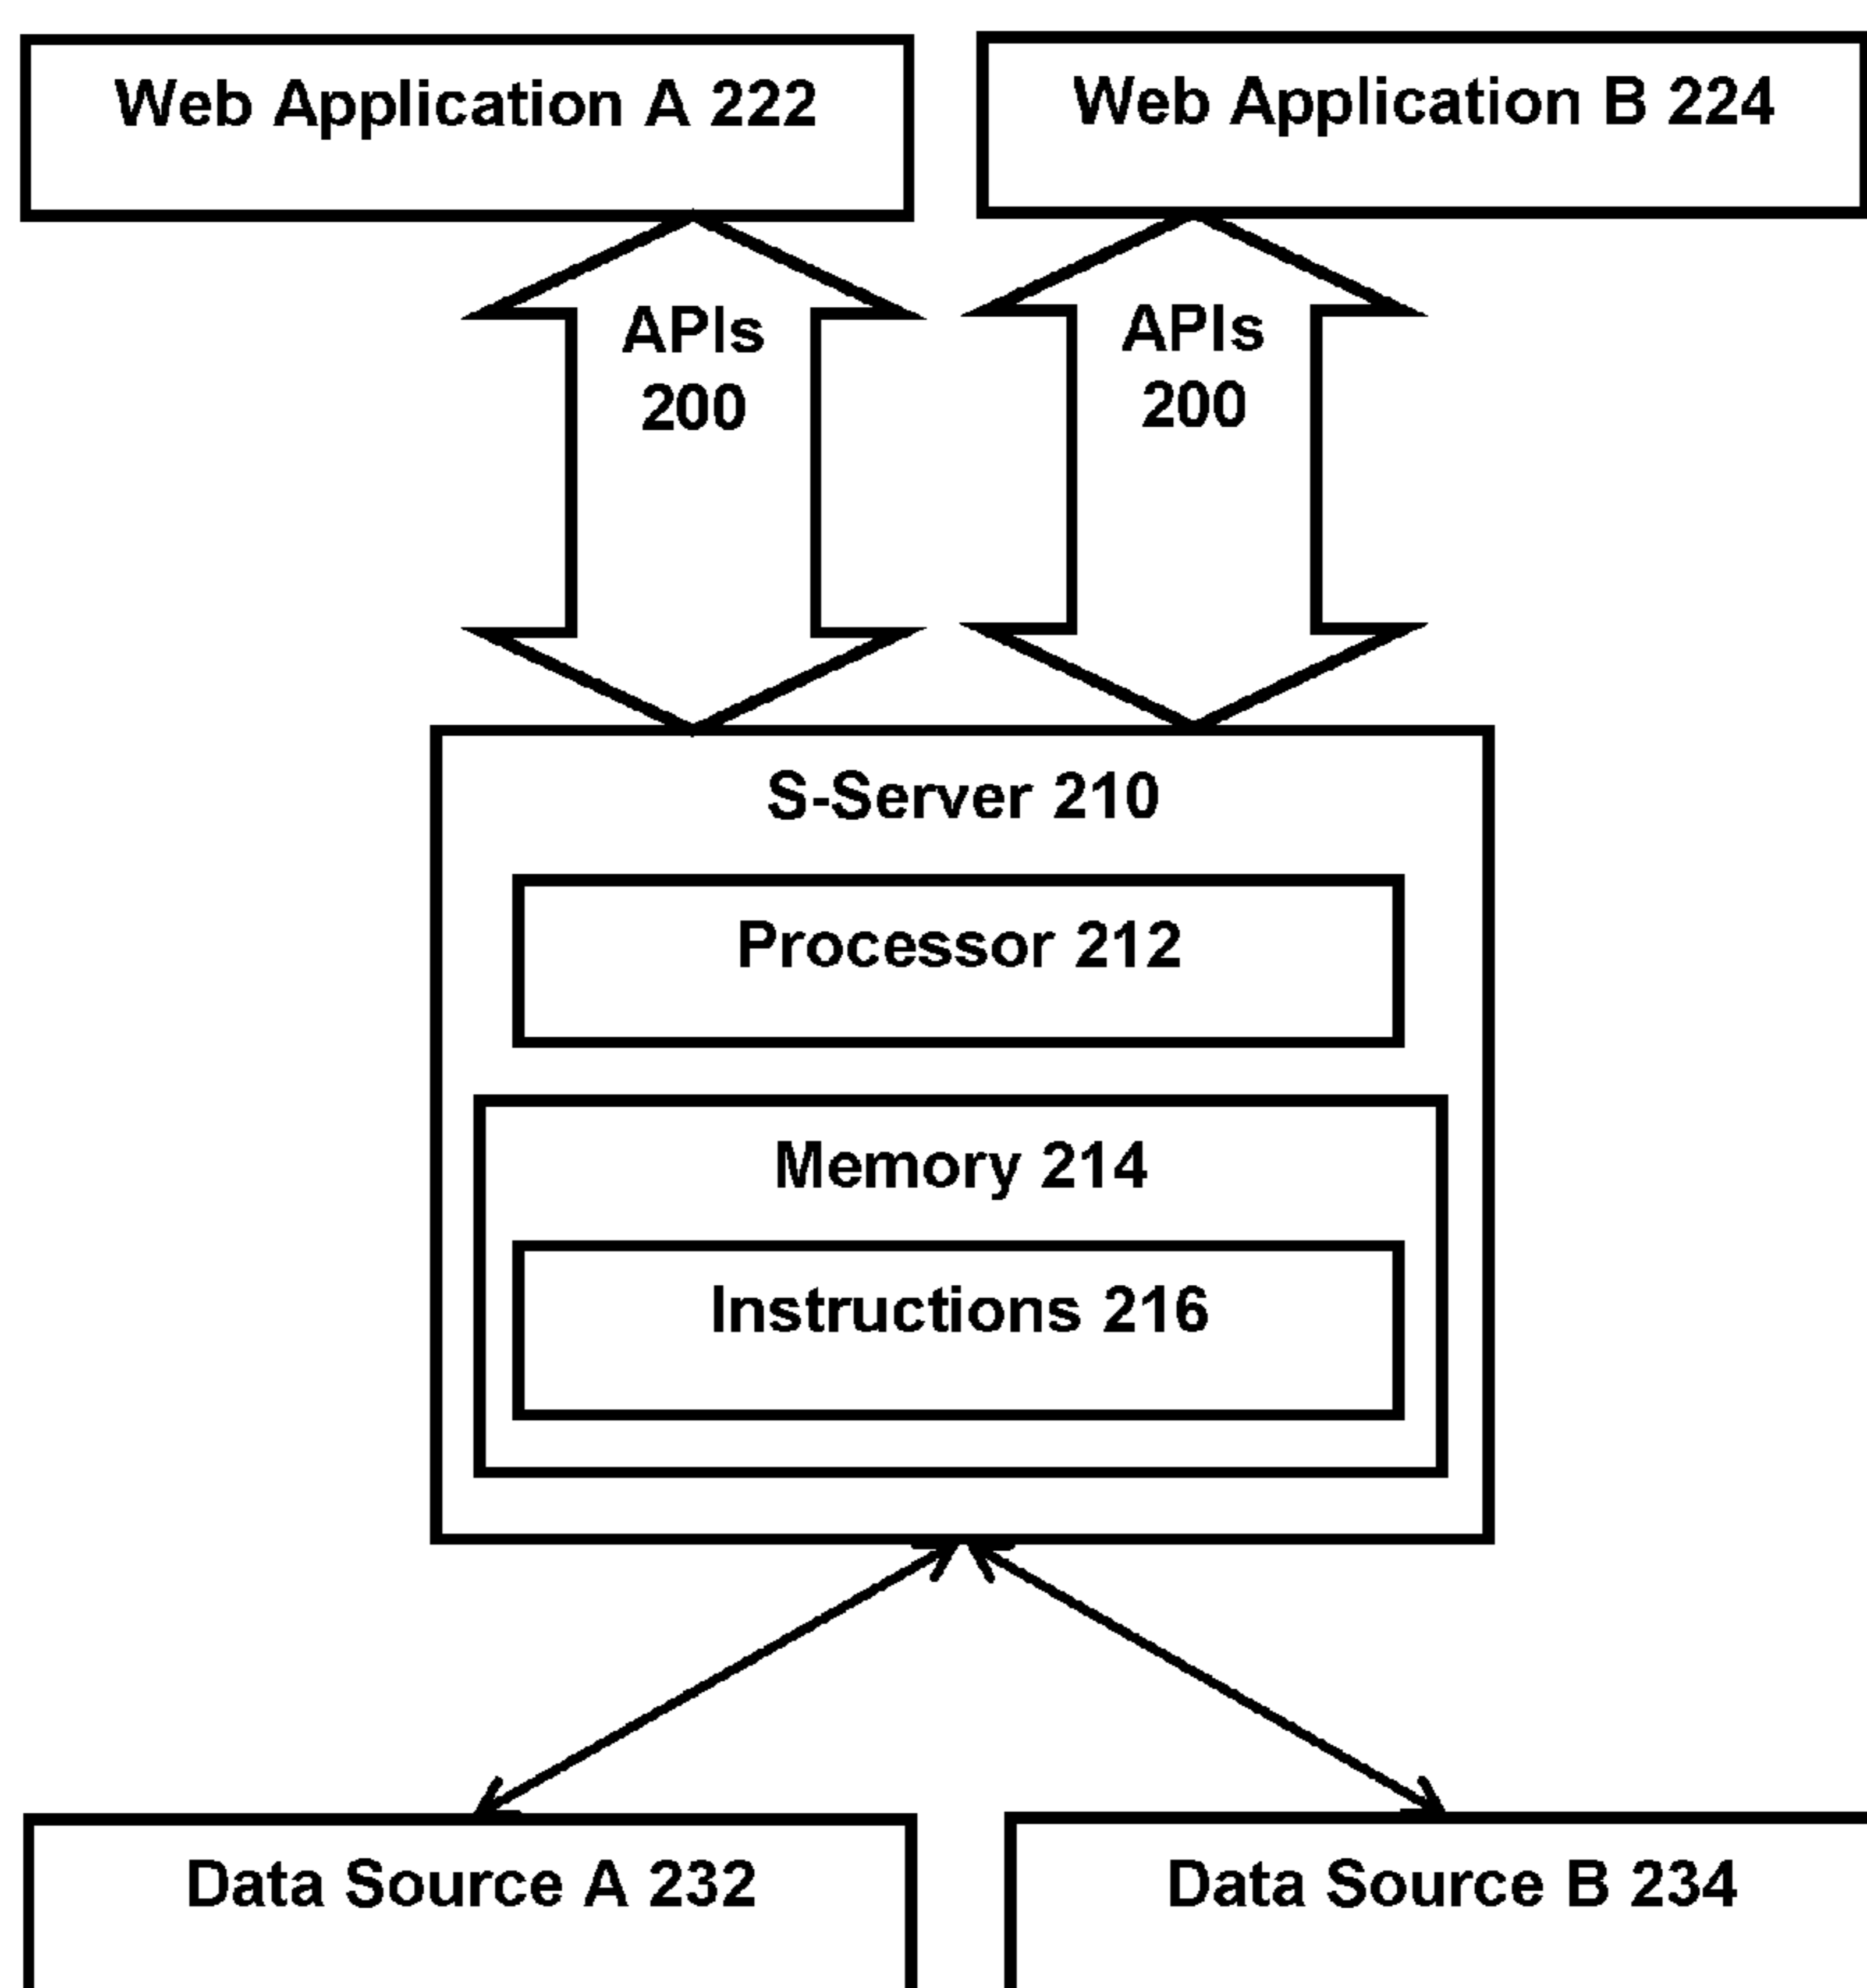 Web Application A 222
Web Application B 224
APIs
200
APIs
200
S-Server 210
Processor 212
Memory 214
Instructions 216
Data Source A 232
Data Source B 234